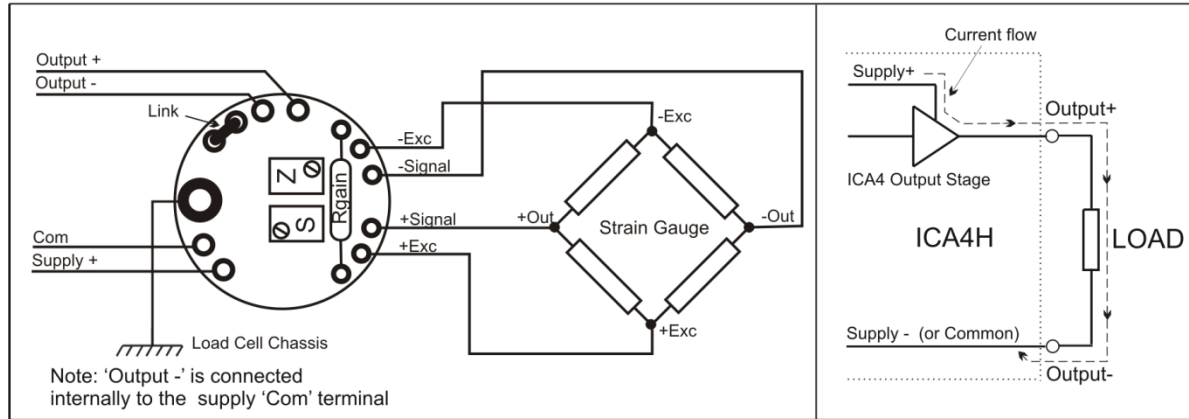 Output +
Output -
Link
-Exc
-Signal
Z
S
Rgain
+Signal
+Exc
Com
Supply +
Load Cell Chassis
Note: ‘Output -’ is connected
internally to the supply ‘Com’ terminal
-Exc
+Out
Strain Gauge
-Out
+Exc
Current flow
Supply+
Output+
ICA4 Output Stage
ICA4H
LOAD
Supply - (or Common)
Output-